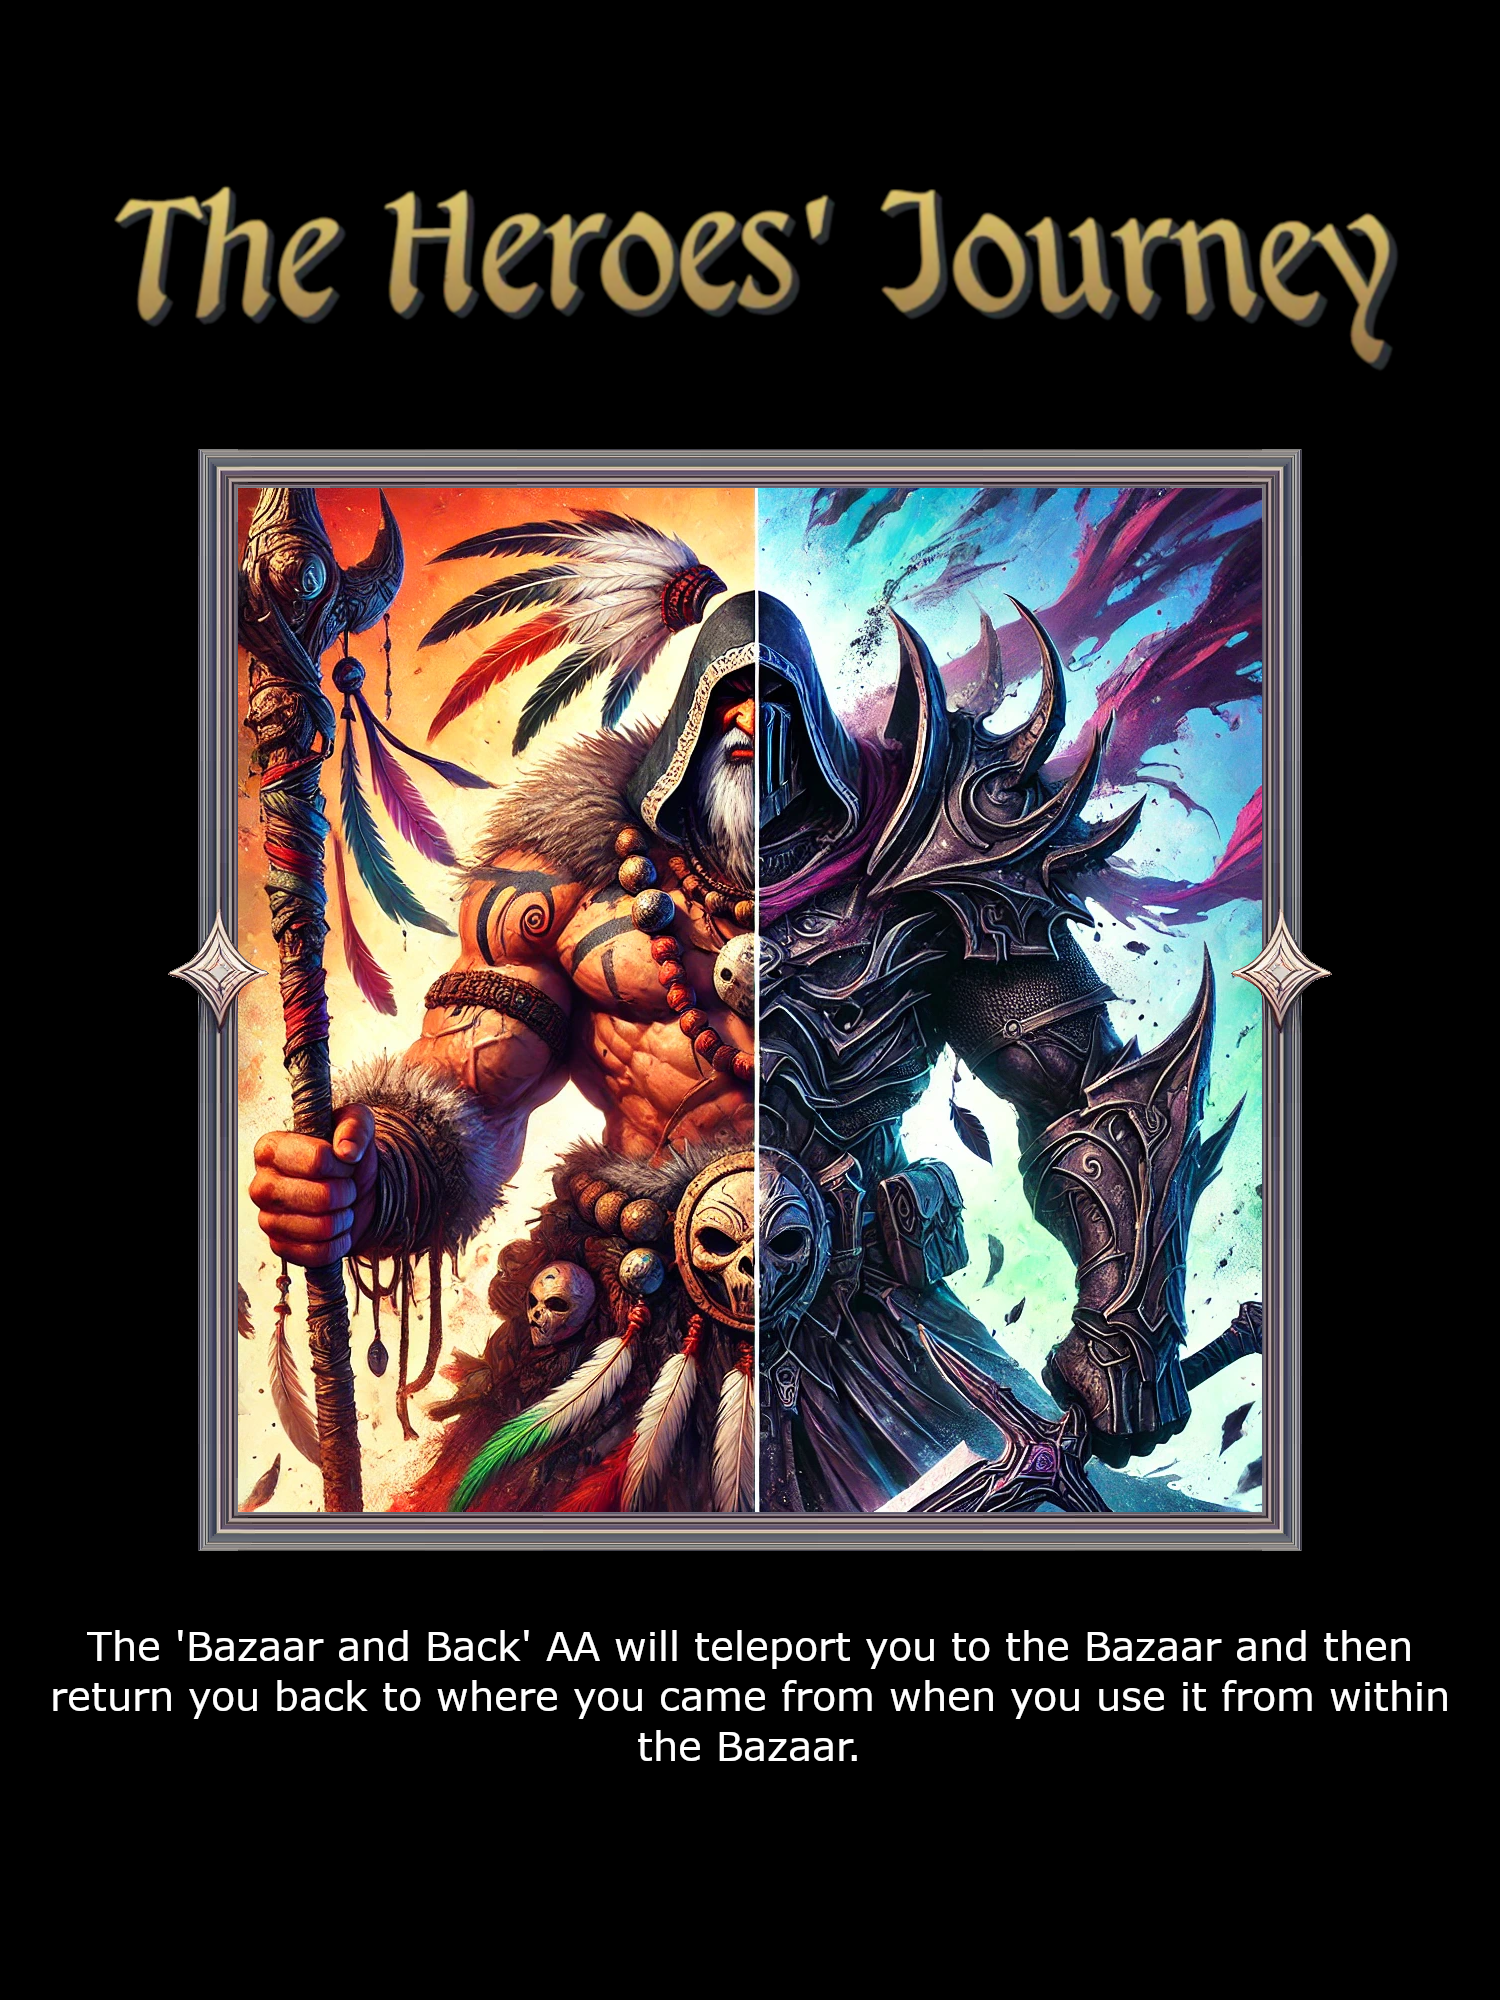 The Heroes' Journey
The 'Bazaar and Back' AA will teleport you to the Bazaar and then
return you back to where you came from when you use it from within
the Bazaar.